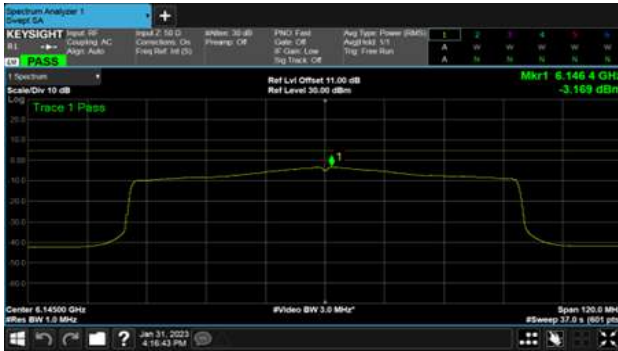 Spectrum Analyzer 1
Swept SA
+
KEYSIGHT
Input: RF
Coupling: AC
Align: Auto
Input Z: 50 Ω
Corrections: On
Freq Ref: Int (S)
#Atten: 30 dB
Preamp: Off
PNO: Fast
Gate: Off
IF Gain: Low
Sig Track: Off
Avg Type: Power (RMS)
Avg|Hold: 1/1
Trig: Free Run
1 2 3 4 5 6
A W W W W W
A N N N N N
PASS
1 Spectrum
Scale/Div 10 dB
Ref Lvl Offset 11.00 dB
Ref Level 30.00 dBm
Mkr1 6.146 4 GHz
-3.169 dBm
Log
Trace 1 Pass
20.0
10.0
0.00
-10.0
-20.0
-30.0
-40.0
-50.0
-60.0
1
Center 6.14500 GHz
#Res BW 1.0 MHz
#Video BW 3.0 MHz*
Span 120.0 MHz
#Sweep 37.0 s (601 pts)
?
Jan 31, 2023
4:16:43 PM